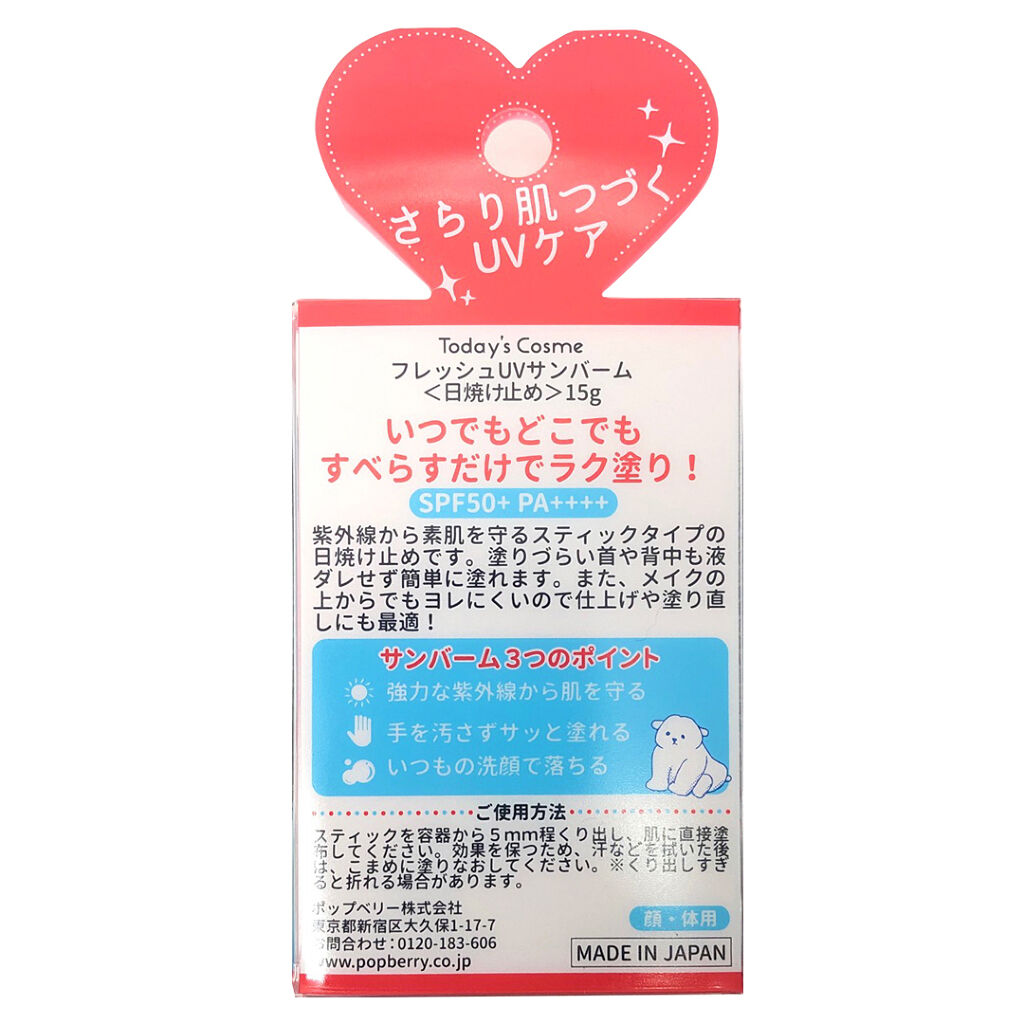 さらり肌つづく
UVケア
Today's Cosme
フレッシュUVサンバーム
＜日焼け止め＞15g
いつでもどこでも
すべらすだけでラク塗り！
SPF50+ PA++++
紫外線から素肌を守るスティックタイプの
日焼け止めです。塗りづらい首や背中も液
ダレせず簡単に塗れます。また、メイクの
上からでもヨレにくいので仕上げや塗り直
しにも最適！
サンバーム３つのポイント
強力な紫外線から肌を守る
手を汚さずサッと塗れる
いつもの洗顔で落ちる
ご使用方法
スティックを容器から５mm程くり出し、肌に直接塗
布してください。効果を保つため、汗などを拭いた後
は、こまめに塗りなおしてください。※くり出しすぎ
ると折れる場合があります。
ポップベリー株式会社
東京都新宿区大久保1-17-7
お問合わせ：0120-183-606
www.popberry.co.jp
顔・体用
MADE IN JAPAN